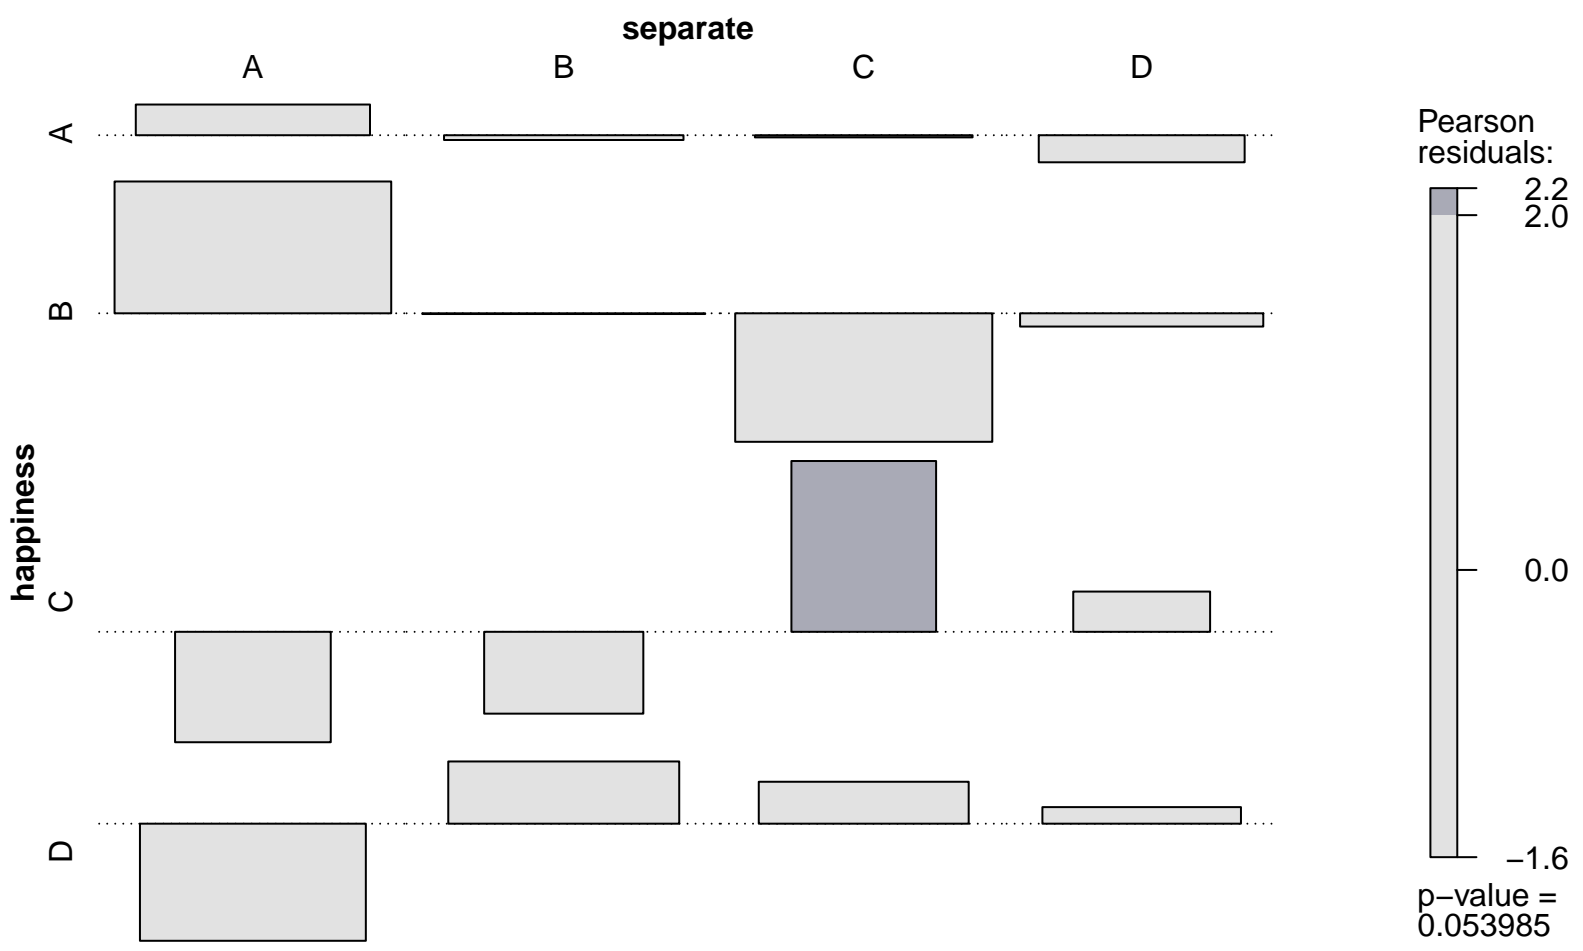 separate
A B C D
A
B
C
D
happiness
Pearson
residuals:
2.2
2.0
0.0
−1.6
p−value =
0.053985